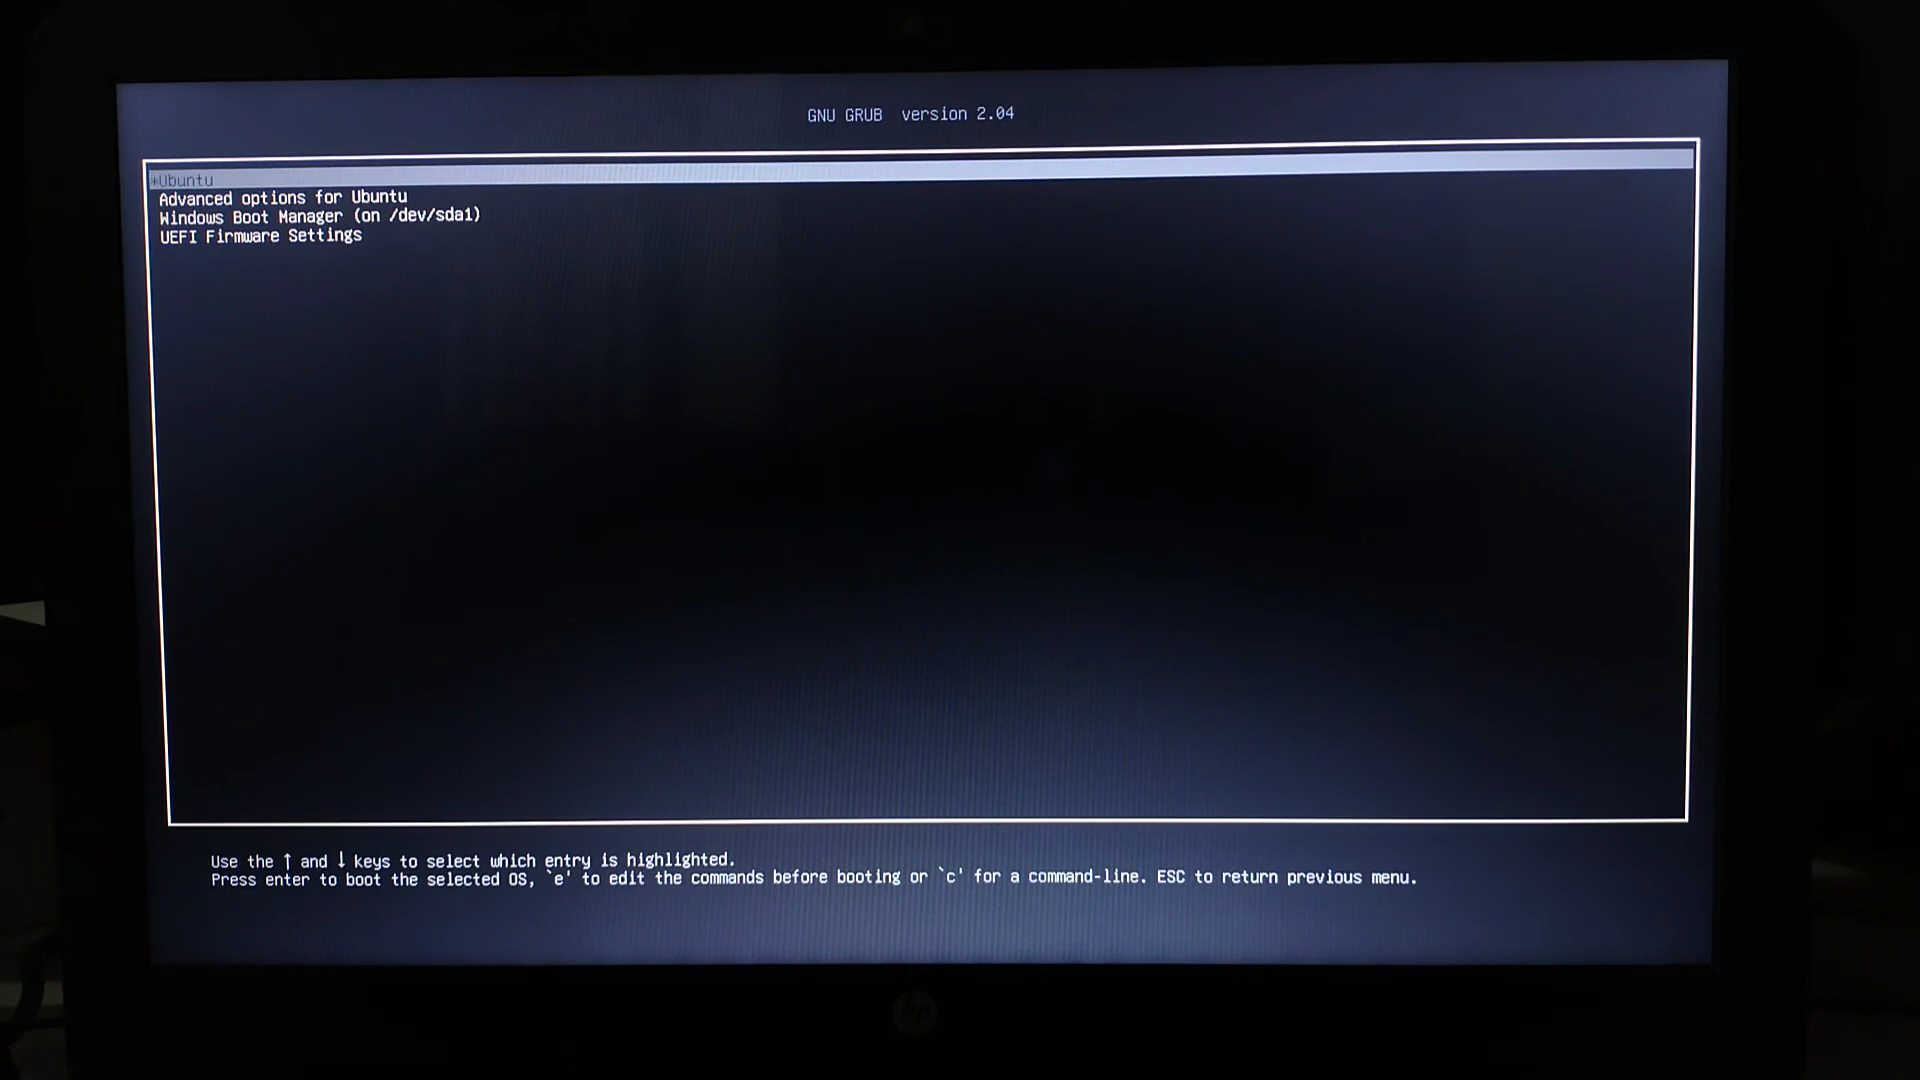 GNU GRUB  version 2.04
*Ubuntu
Advanced options for Ubuntu
Windows Boot Manager (on /dev/sda1)
UEFI Firmware Settings
Use the ↑ and ↓ keys to select which entry is highlighted.
Press enter to boot the selected OS, `e' to edit the commands before booting or `c' for a command-line. ESC to return previous menu.
hp